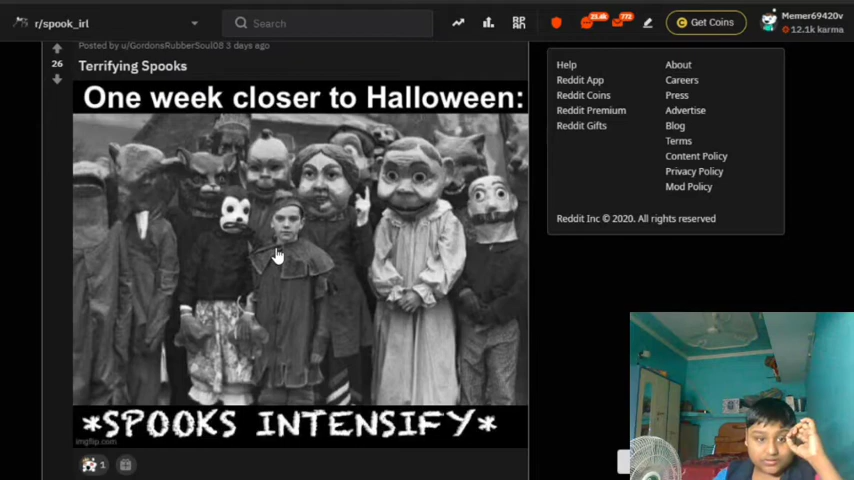 r/spook_irl
Search
21.4k
772
Get Coins
Memer69420v
12.1k karma
Posted by u/GordonsRubberSoul08 3 days ago
26
Terrifying Spooks
One week closer to Halloween:
*SPOOKS INTENSIFY*
imgflip.com
1
Help
Reddit App
Reddit Coins
Reddit Premium
Reddit Gifts
About
Careers
Press
Advertise
Blog
Terms
Content Policy
Privacy Policy
Mod Policy
Reddit Inc © 2020. All rights reserved